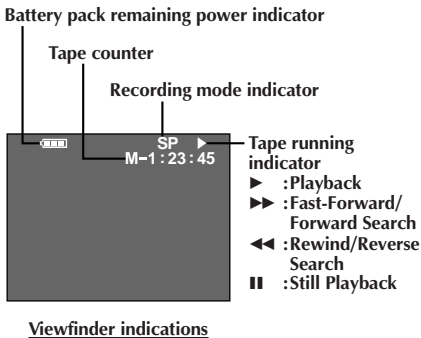 Battery pack remaining power indicator
Tape counter
Recording mode indicator
SP ►
M–1:23:45
Tape running
indicator
► :Playback
►► :Fast-Forward/
Forward Search
◄◄ :Rewind/Reverse
Search
▮▮ :Still Playback
Viewfinder indications